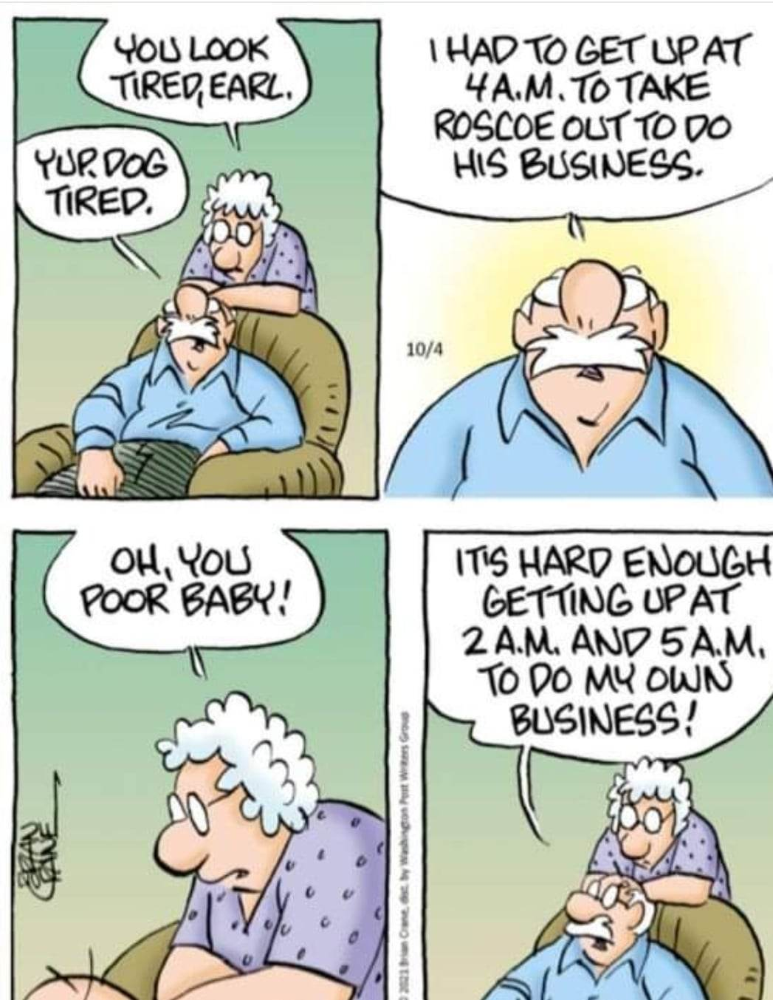 YOU LOOK
TIRED, EARL.
YUP. DOG
TIRED.
I HAD TO GET UP AT
4 A.M. TO TAKE
ROSCOE OUT TO DO
HIS BUSINESS.
10/4
OH, YOU
POOR BABY!
BRIAN
CRANE
© 2021 Brian Crane, dist. by Washington Post Writers Group
IT'S HARD ENOUGH
GETTING UP AT
2 A.M. AND 5 A.M.
TO DO MY OWN
BUSINESS!